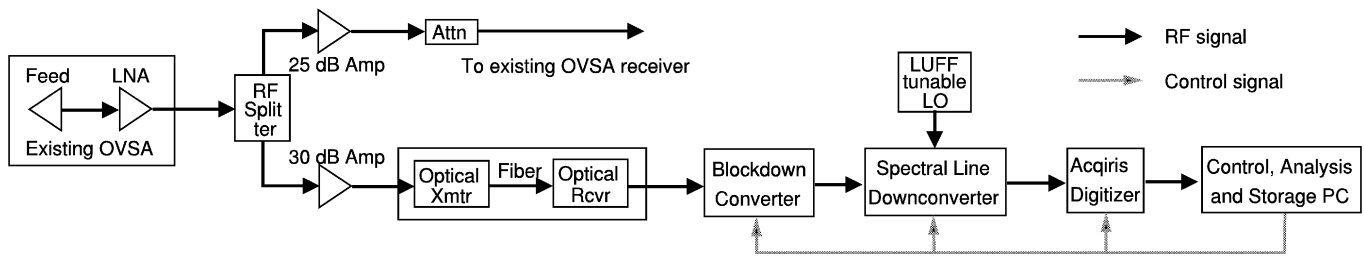 Feed
LNA
Existing OVSA
RF
Split
ter
25 dB Amp
Attn
To existing OVSA receiver
30 dB Amp
Optical
Xmtr
Fiber
Optical
Rcvr
Blockdown
Converter
LUFF
tunable
LO
Spectral Line
Downconverter
Acqiris
Digitizer
Control, Analysis
and Storage PC
RF signal
Control signal